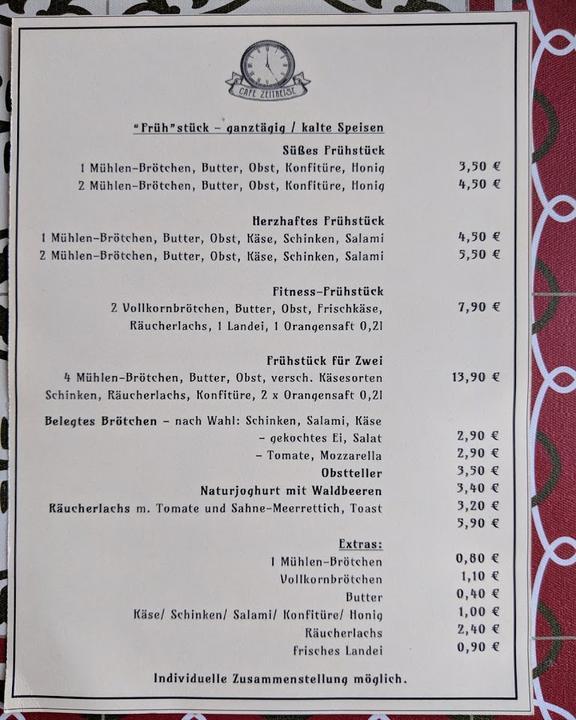 CAFE ZEITREISE
"Früh"stück – ganztägig / kalte Speisen
Süßes Frühstück
1 Mühlen-Brötchen, Butter, Obst, Konfitüre, Honig 3,50 €
2 Mühlen-Brötchen, Butter, Obst, Konfitüre, Honig 4,50 €
Herzhaftes Frühstück
1 Mühlen-Brötchen, Butter, Obst, Käse, Schinken, Salami 4,50 €
2 Mühlen-Brötchen, Butter, Obst, Käse, Schinken, Salami 5,50 €
Fitness-Frühstück
2 Vollkornbrötchen, Butter, Obst, Frischkäse, 7,90 €
Räucherlachs, 1 Landei, 1 Orangensaft 0,2l
Frühstück für Zwei
4 Mühlen-Brötchen, Butter, Obst, versch. Käsesorten 13,90 €
Schinken, Räucherlachs, Konfitüre, 2 x Orangensaft 0,2l
Belegtes Brötchen – nach Wahl: Schinken, Salami, Käse
– gekochtes Ei, Salat 2,90 €
– Tomate, Mozzarella 2,90 €
Obstteller 3,50 €
Naturjoghurt mit Waldbeeren 3,40 €
Räucherlachs m. Tomate und Sahne-Meerrettich, Toast 3,20 €
5,90 €
Extras:
1 Mühlen-Brötchen 0,80 €
Vollkornbrötchen 1,10 €
Butter 0,40 €
Käse/ Schinken/ Salami/ Konfitüre/ Honig 1,00 €
Räucherlachs 2,40 €
frisches Landei 0,90 €
Individuelle Zusammenstellung möglich.